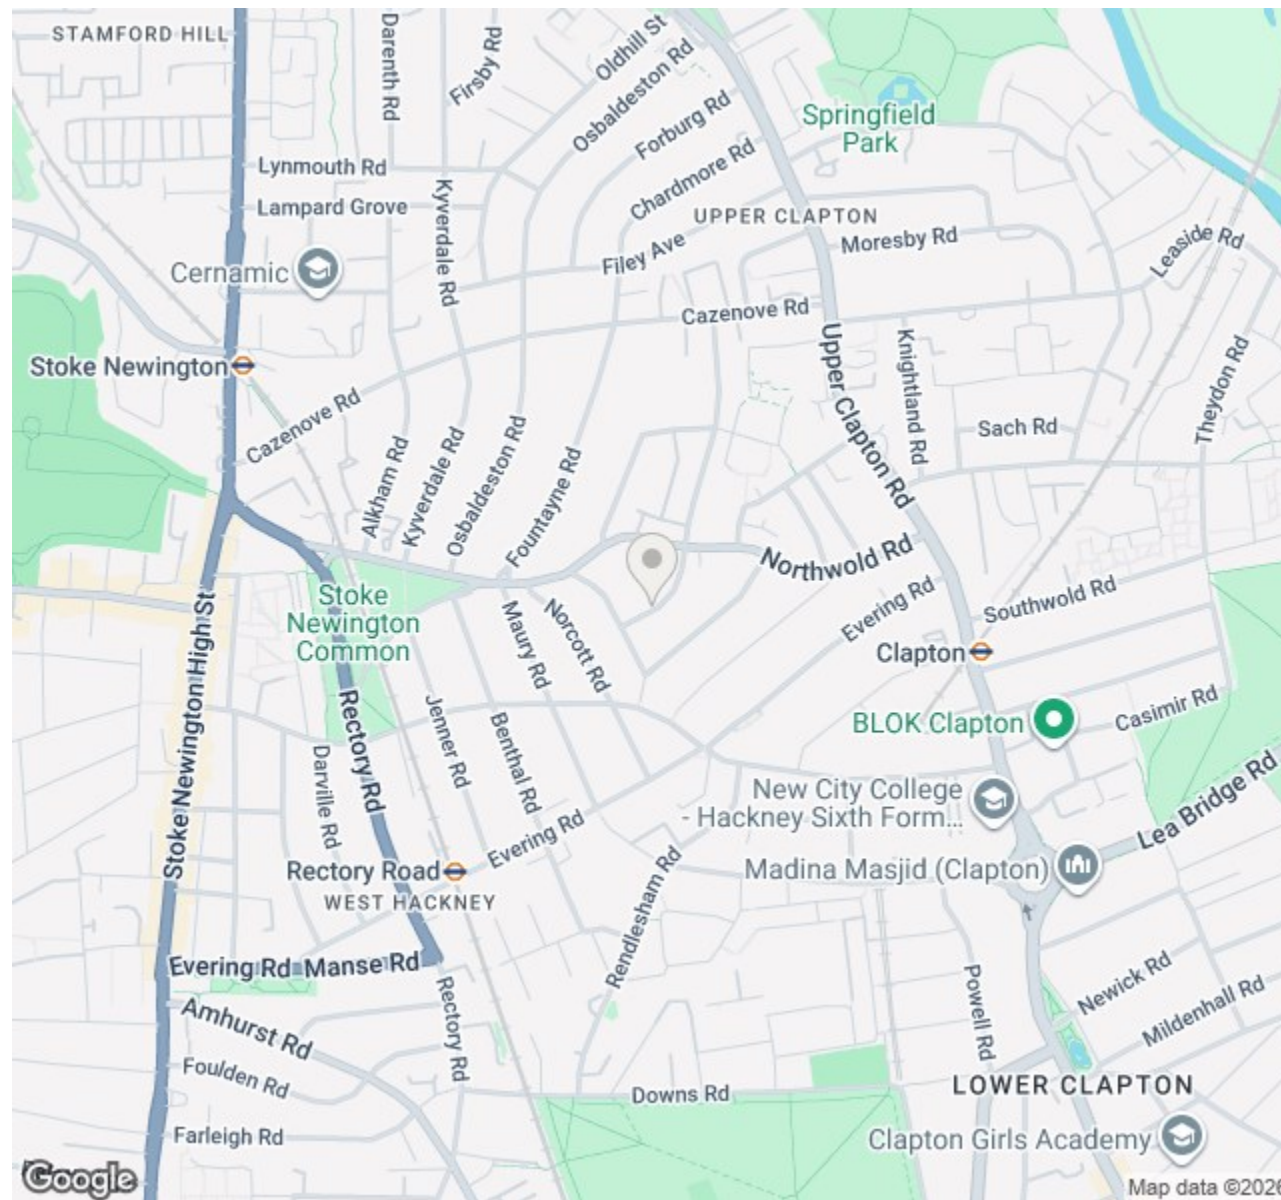 STAMFORD HILL
Darenth Rd
Firsby Rd
Oldhill St
Osbaldeston Rd
Forburg Rd
Chardmore Rd
Springfield
Park
Lynmouth Rd
Lampard Grove
Kyverdale Rd
UPPER CLAPTON
Moresby Rd
Leaside Rd
Filey Ave
Cernamic
Cazenove Rd
Stoke Newington
Upper Clapton Rd
Knightland Rd
Theydon Rd
Sach Rd
Cazenove Rd
Alkham Rd
Kyverdale Rd
Osbaldeston Rd
Fountayne Rd
Northwold Rd
Evering Rd
Southwold Rd
Stoke
Newington
Common
Stoke Newington High St
Maury Rd
Norcott Rd
Clapton
BLOK Clapton
Casimir Rd
Rectory Rd
Jenner Rd
Benthal Rd
Darville Rd
New City College
- Hackney Sixth Form...
Lea Bridge Rd
Evering Rd
Rectory Road
WEST HACKNEY
Madina Masjid (Clapton)
Rendlesham Rd
Evering Rd
Manse Rd
Rectory Rd
Powell Rd
Newick Rd
Mildenhall Rd
Amhurst Rd
Foulden Rd
Downs Rd
LOWER CLAPTON
Farleigh Rd
Clapton Girls Academy
Google
Map data ©2026